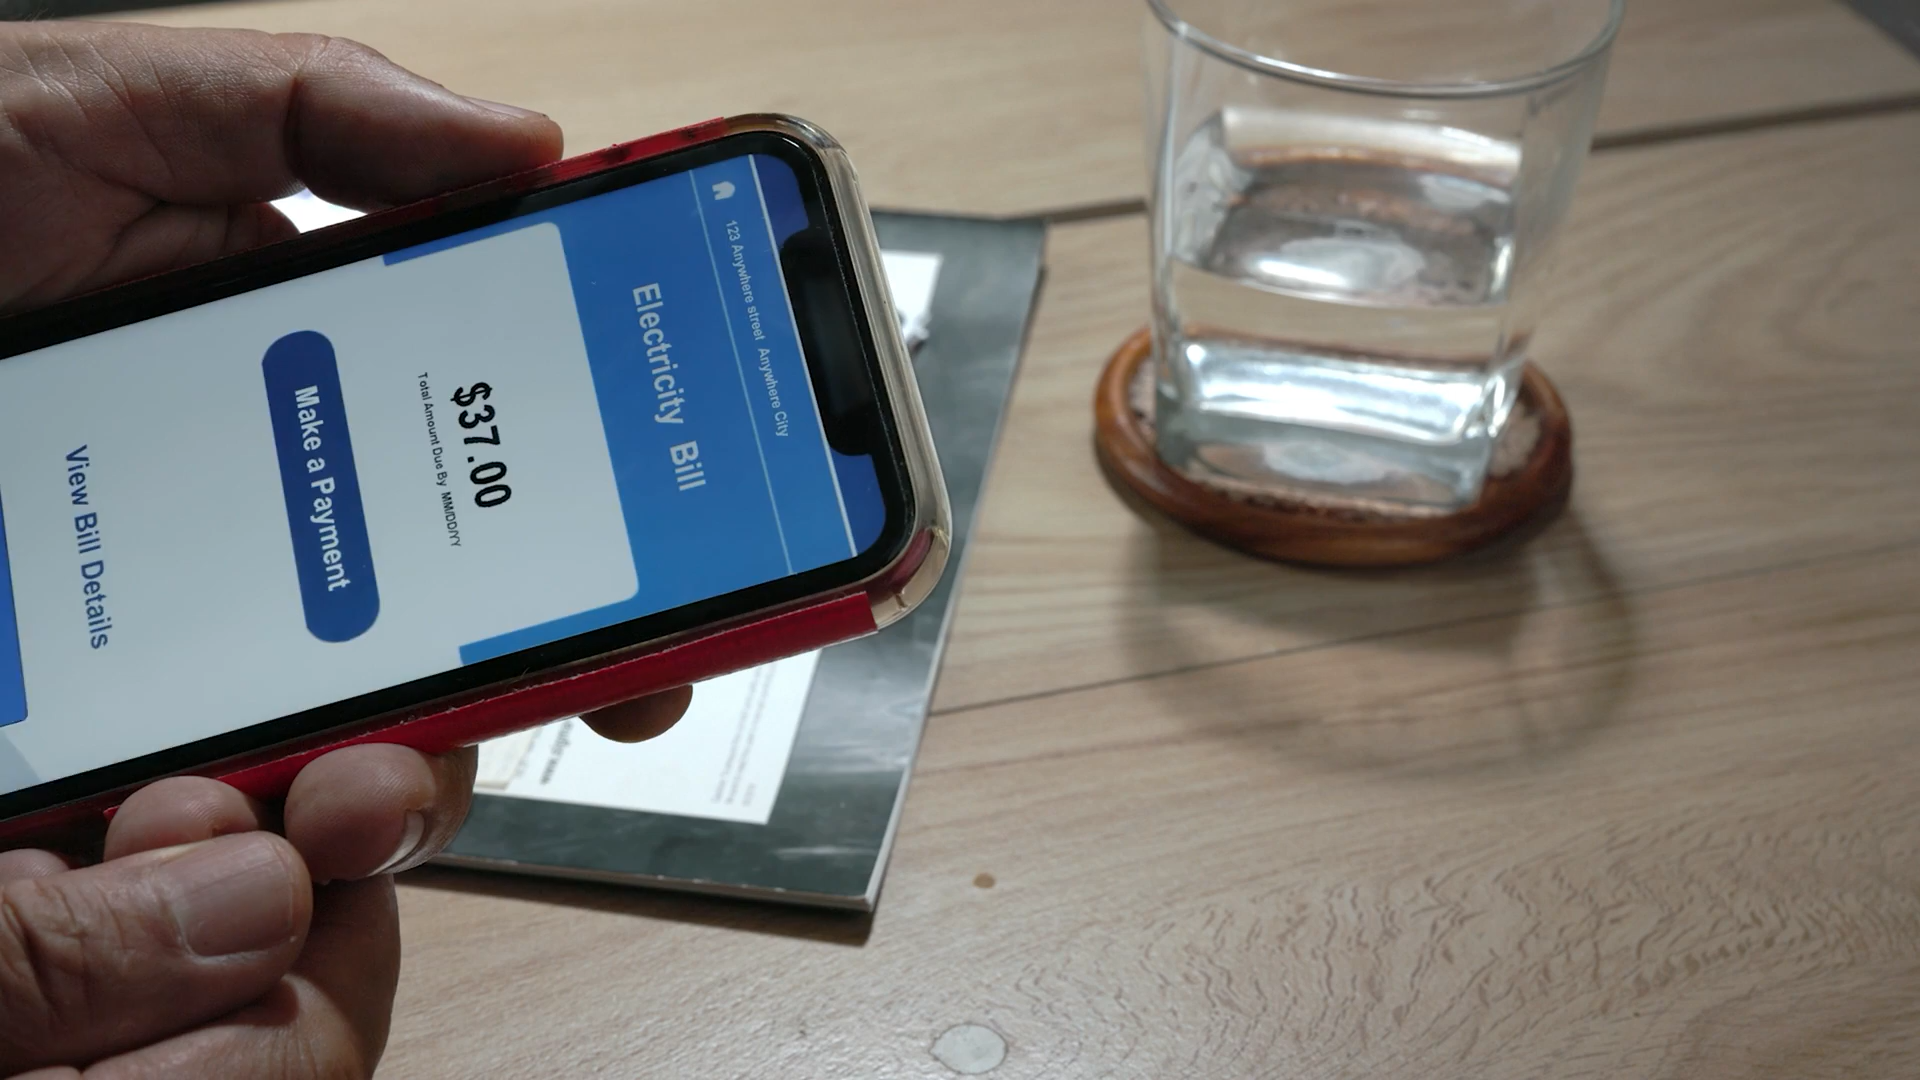 123 Anywhere street Anywhere City
Electricity Bill
$37.00
Total Amount Due By MM/DD/YY
Make a Payment
View Bill Details